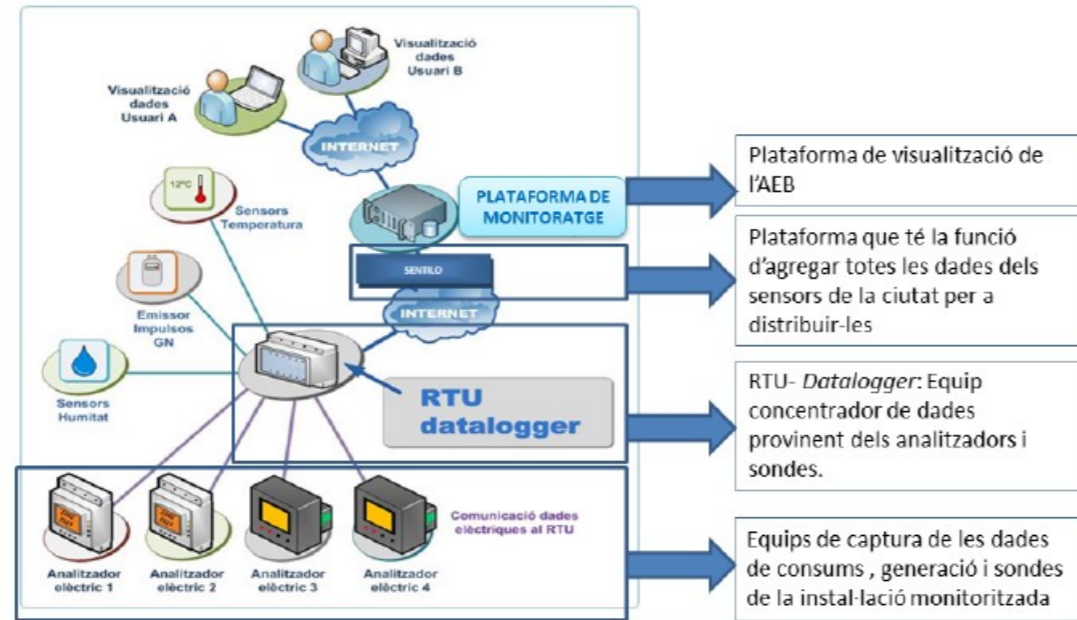 Visualització
dades
Usuari B
Visualització
dades
Usuari A
INTERNET
12ºC
Sensors
Temperatura
PLATAFORMA DE
MONITORATGE
SENTILO
INTERNET
Emissor
Impulsos
GN
Sensors
Humitat
RTU
datalogger
Comunicació dades
elèctriques al RTU
Analitzador
elèctric 1
Analitzador
elèctric 2
Analitzador
elèctric 3
Analitzador
elèctric 4
Plataforma de visualització de
l'AEB
Plataforma que té la funció
d'agregar totes les dades dels
sensors de la ciutat per a
distribuir-les
RTU- Datalogger: Equip
concentrador de dades
provinent dels analitzadors i
sondes.
Equips de captura de les dades
de consums , generació i sondes
de la instal·lació monitoritzada